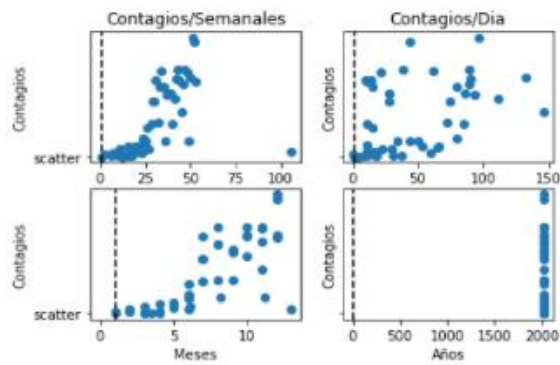 Contagios/Semanales
Contagios/Dia
Contagios
scatter
0 25 50 75 100
Contagios
0 50 100 150
Contagios
scatter
0 5 10
Meses
Contagios
0 500 1000 1500 2000
Años